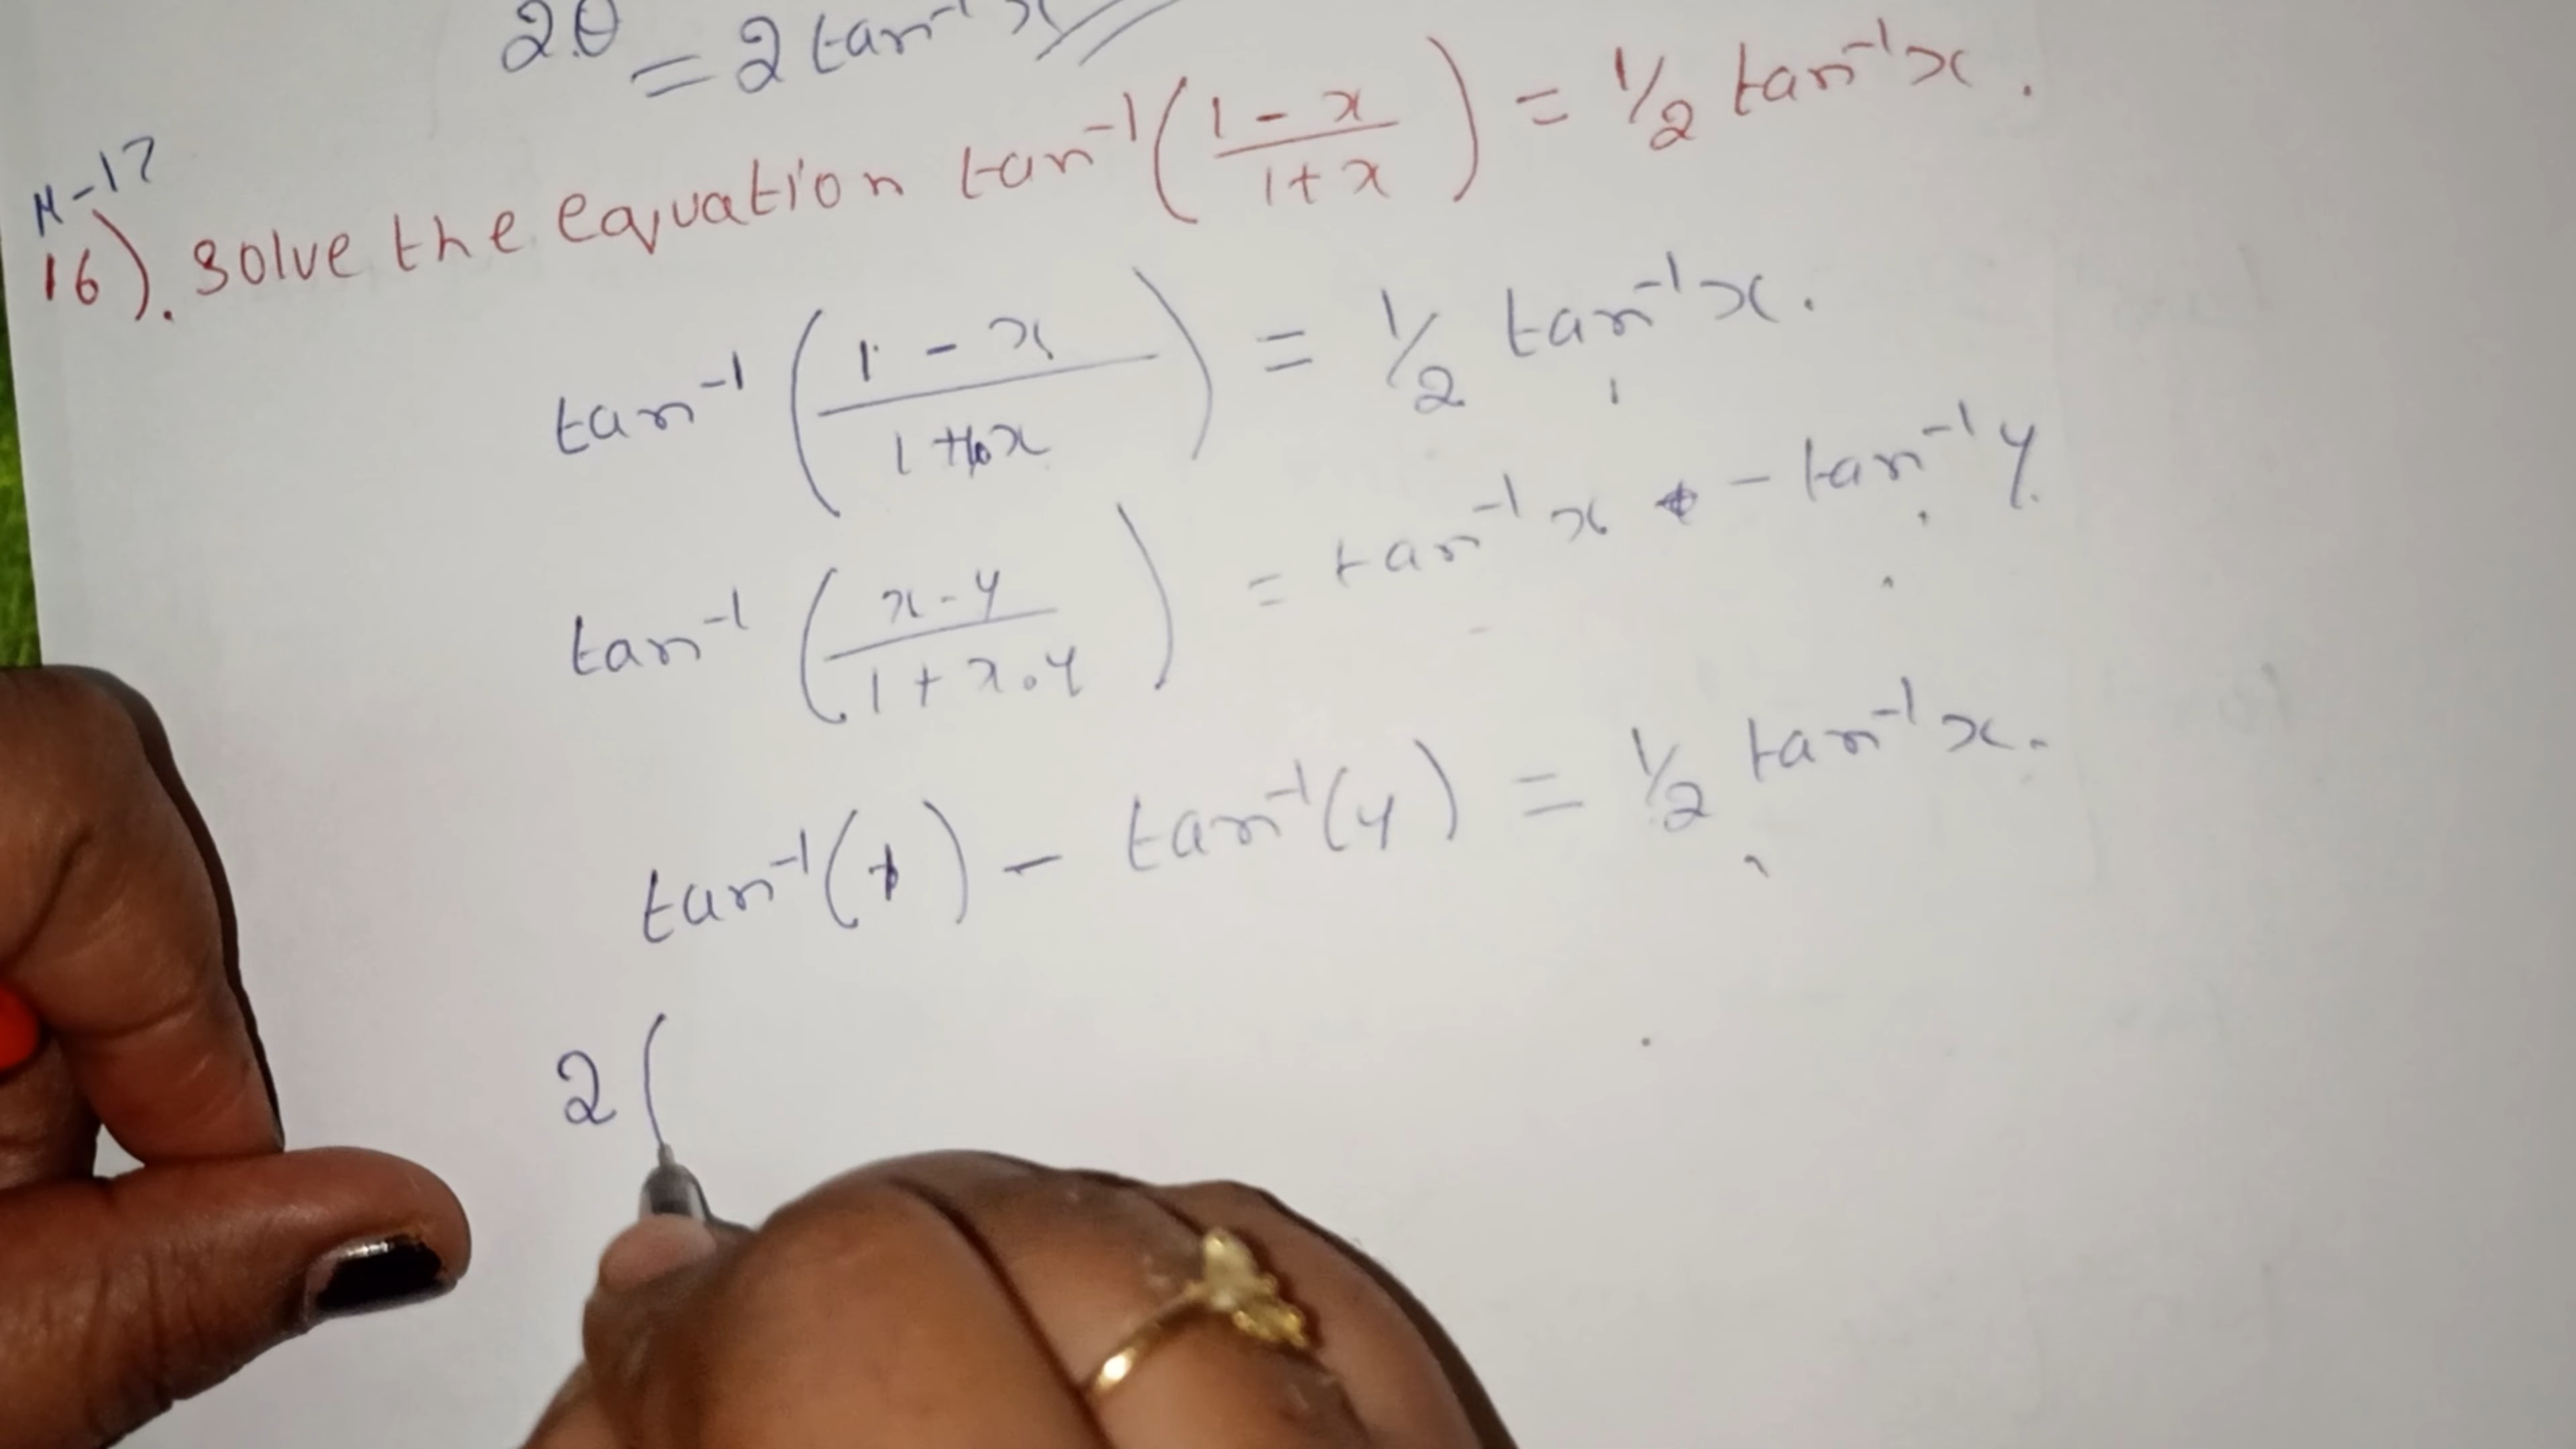 2θ = 2 tan⁻¹x
M-17
16). Solve the equation tan⁻¹(1-x/1+x) = 1/2 tan⁻¹x.
tan⁻¹(1-x/1+x) = 1/2 tan⁻¹x.
tan⁻¹(x-y/1+x.y) = tan⁻¹x - tan⁻¹y
tan⁻¹(1) - tan⁻¹(y) = 1/2 tan⁻¹x.
2(